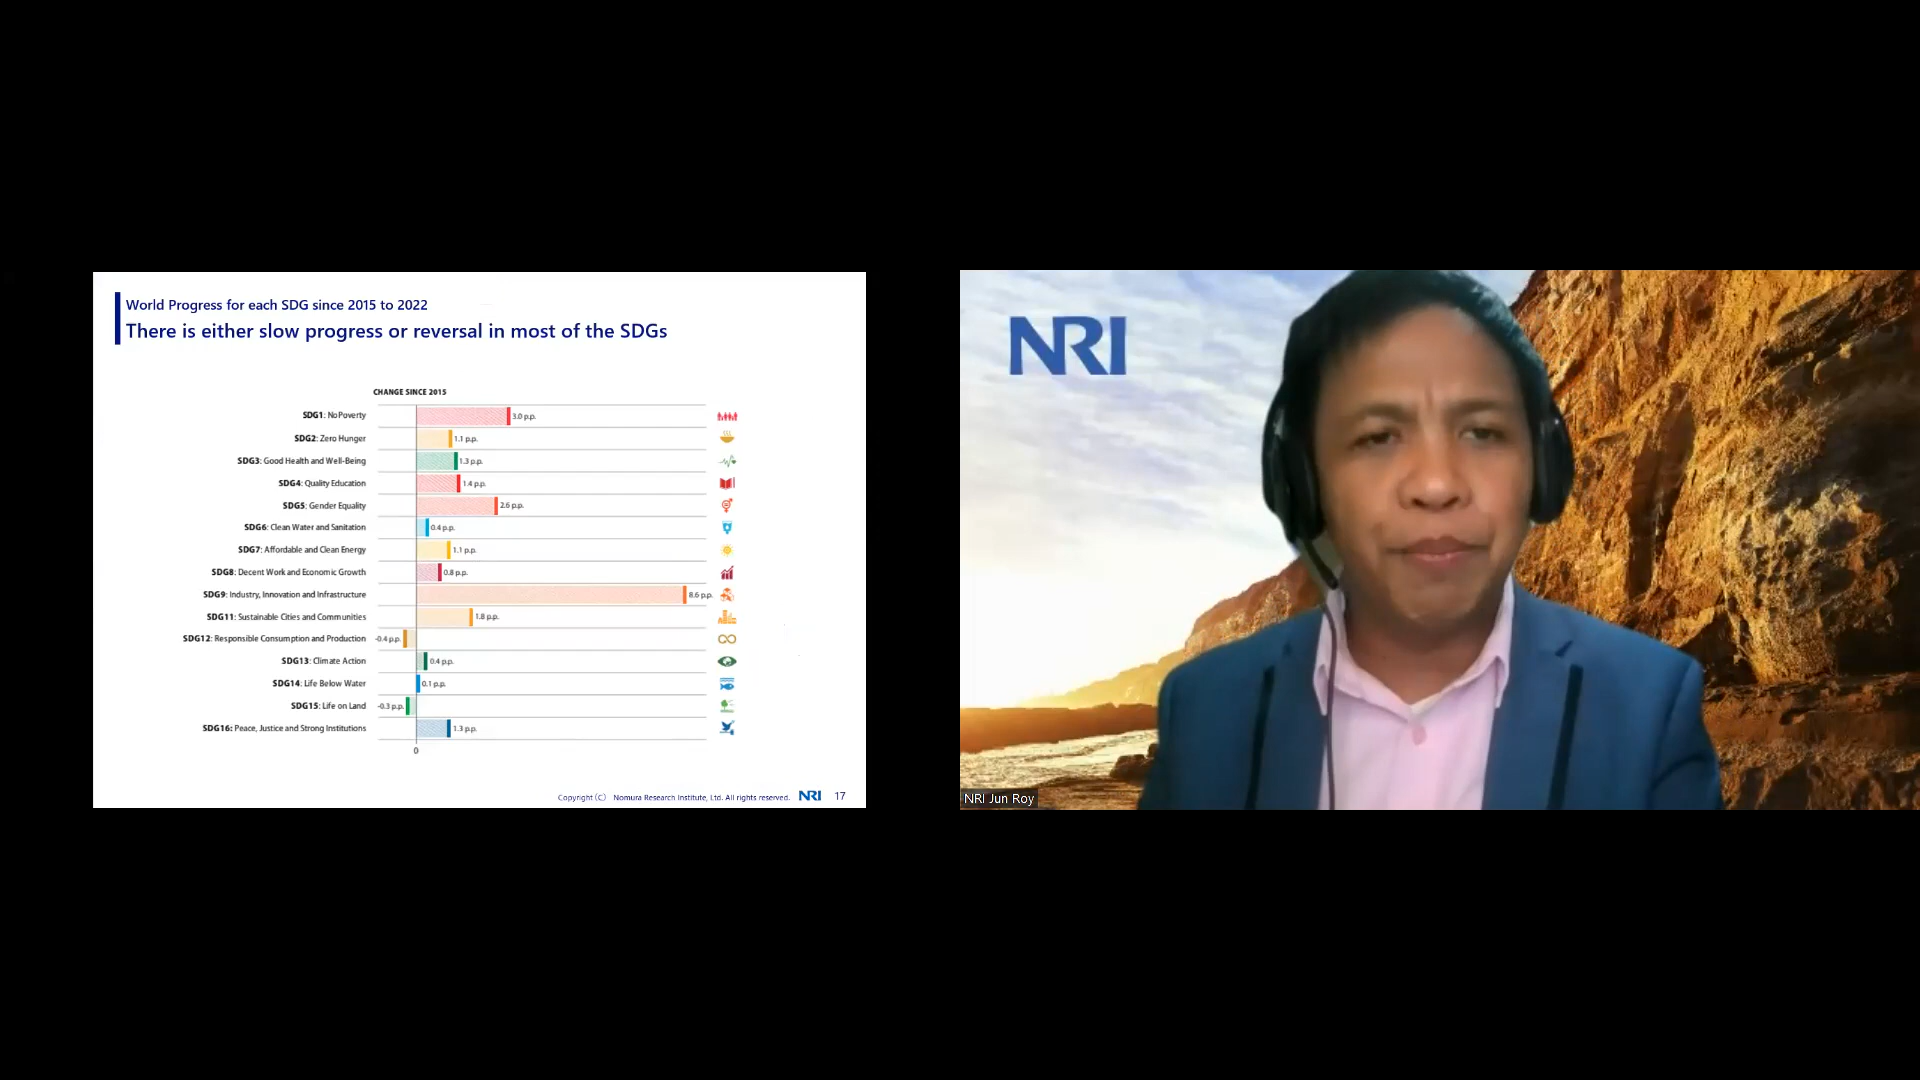 World Progress for each SDG since 2015 to 2022
There is either slow progress or reversal in most of the SDGs
CHANGE SINCE 2015
SDG1: No Poverty 3.0 p.p.
SDG2: Zero Hunger 1.1 p.p.
SDG3: Good Health and Well-Being 1.3 p.p.
SDG4: Quality Education 1.4 p.p.
SDG5: Gender Equality 2.6 p.p.
SDG6: Clean Water and Sanitation 0.4 p.p.
SDG7: Affordable and Clean Energy 1.1 p.p.
SDG8: Decent Work and Economic Growth 0.8 p.p.
SDG9: Industry, Innovation and Infrastructure 8.6 p.p.
SDG11: Sustainable Cities and Communities 1.8 p.p.
SDG12: Responsible Consumption and Production -0.4 p.p.
SDG13: Climate Action 0.4 p.p.
SDG14: Life Below Water 0.1 p.p.
SDG15: Life on Land -0.3 p.p.
SDG16: Peace, Justice and Strong Institutions 1.3 p.p.
0
Copyright (C) Nomura Research Institute, Ltd. All rights reserved. NRI 17
NRI
NRI Jun Roy